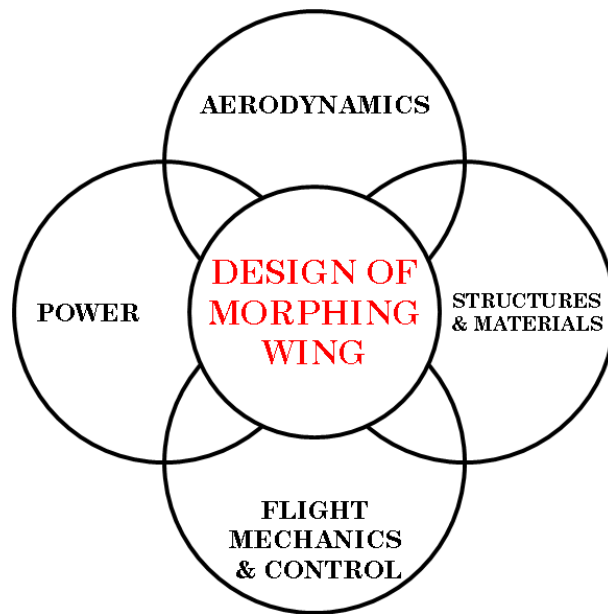 AERODYNAMICS
POWER
DESIGN OF
MORPHING
WING
STRUCTURES
& MATERIALS
FLIGHT
MECHANICS
& CONTROL